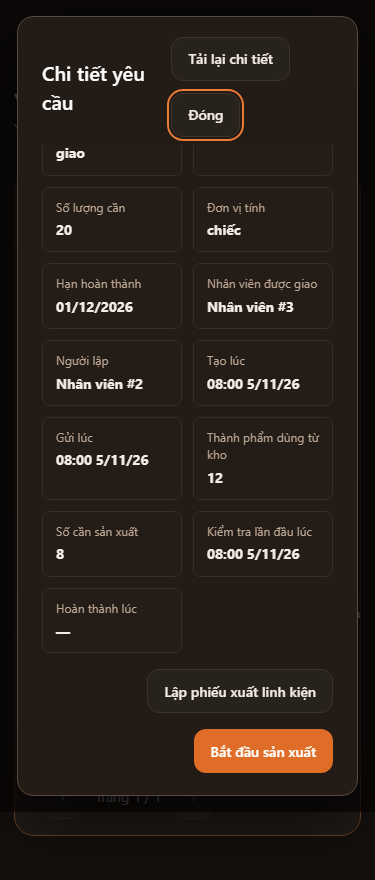 Chi tiết yêu
cầu
Tải lại chi tiết
Đóng
giao
Số lượng cần
20
Đơn vị tính
chiếc
Hạn hoàn thành
01/12/2026
Nhân viên được giao
Nhân viên #3
Người lập
Nhân viên #2
Tạo lúc
08:00 5/11/26
Gửi lúc
08:00 5/11/26
Thành phẩm dùng từ
kho
12
Số cần sản xuất
8
Kiểm tra lần đầu lúc
08:00 5/11/26
Hoàn thành lúc
—
Lập phiếu xuất linh kiện
Bắt đầu sản xuất
Trang 1 / 1